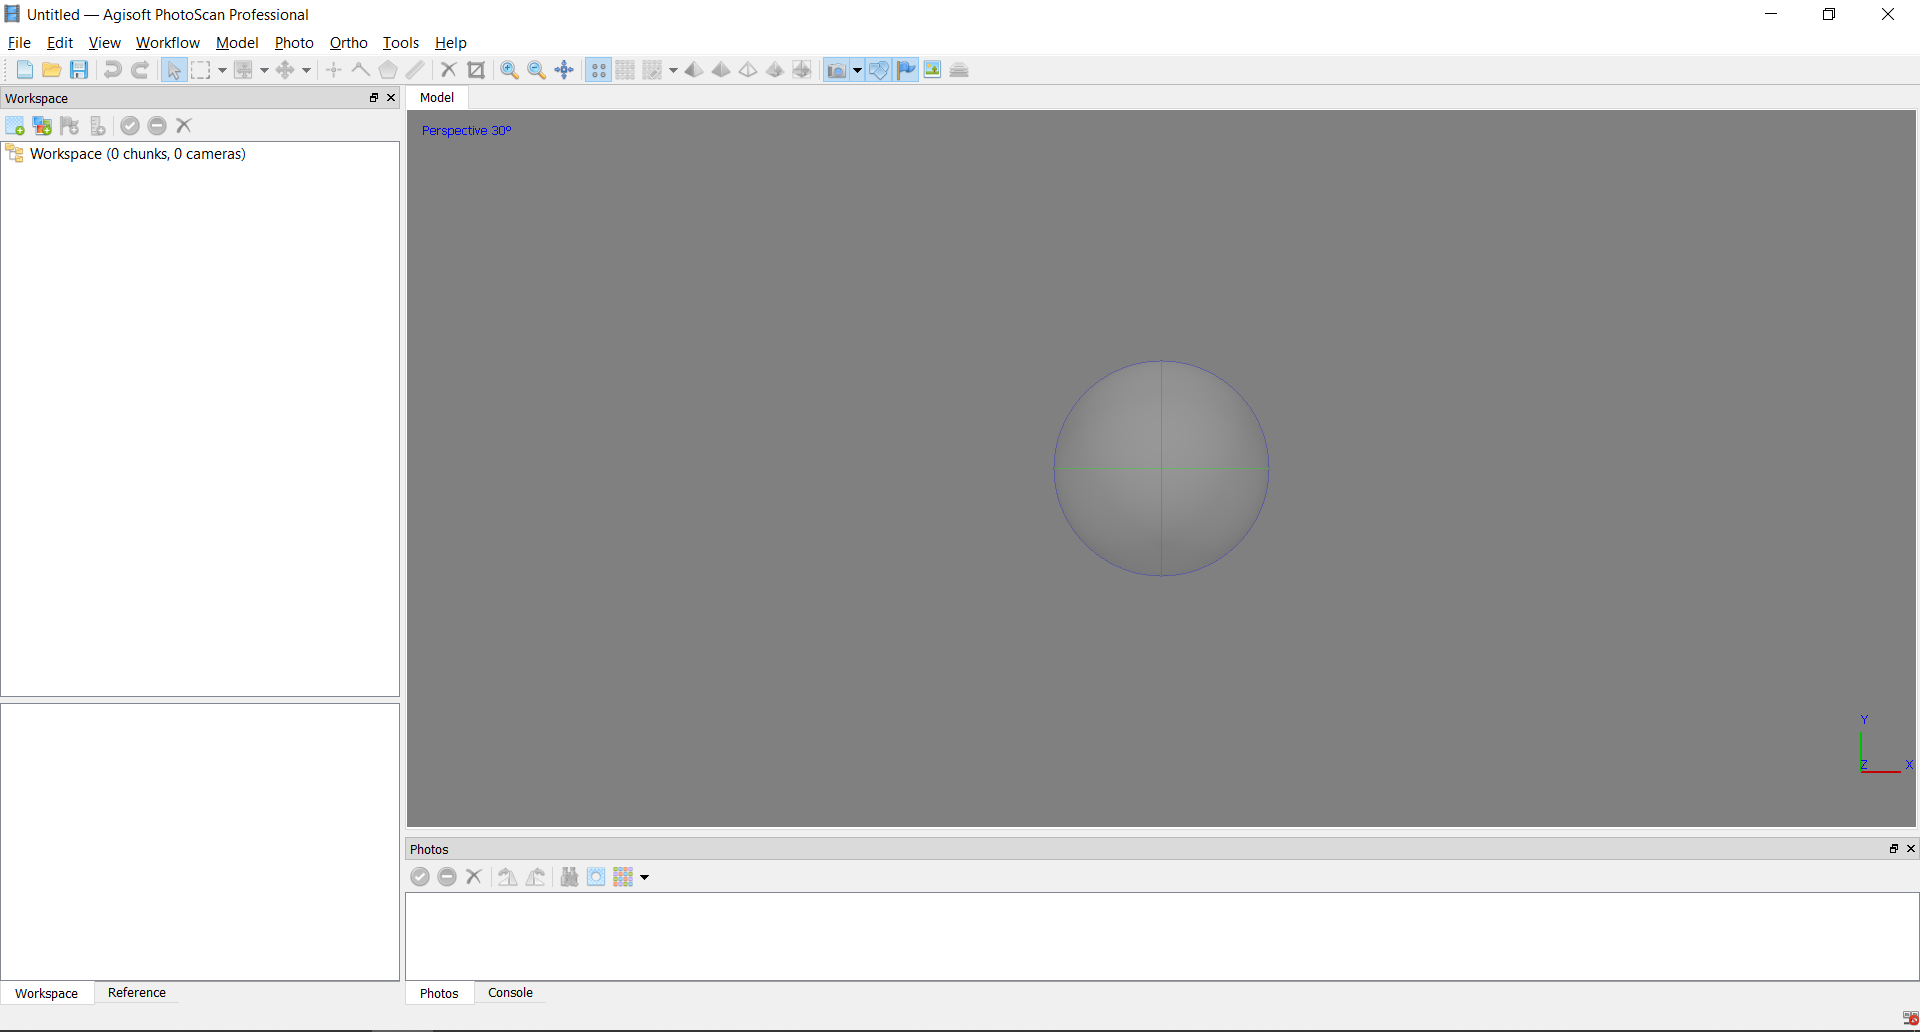 Untitled — Agisoft PhotoScan Professional
File Edit View Workflow Model Photo Ortho Tools Help
Workspace
Model
Perspective 30°
Workspace (0 chunks, 0 cameras)
Y
Z X
Photos
Workspace Reference
Photos Console